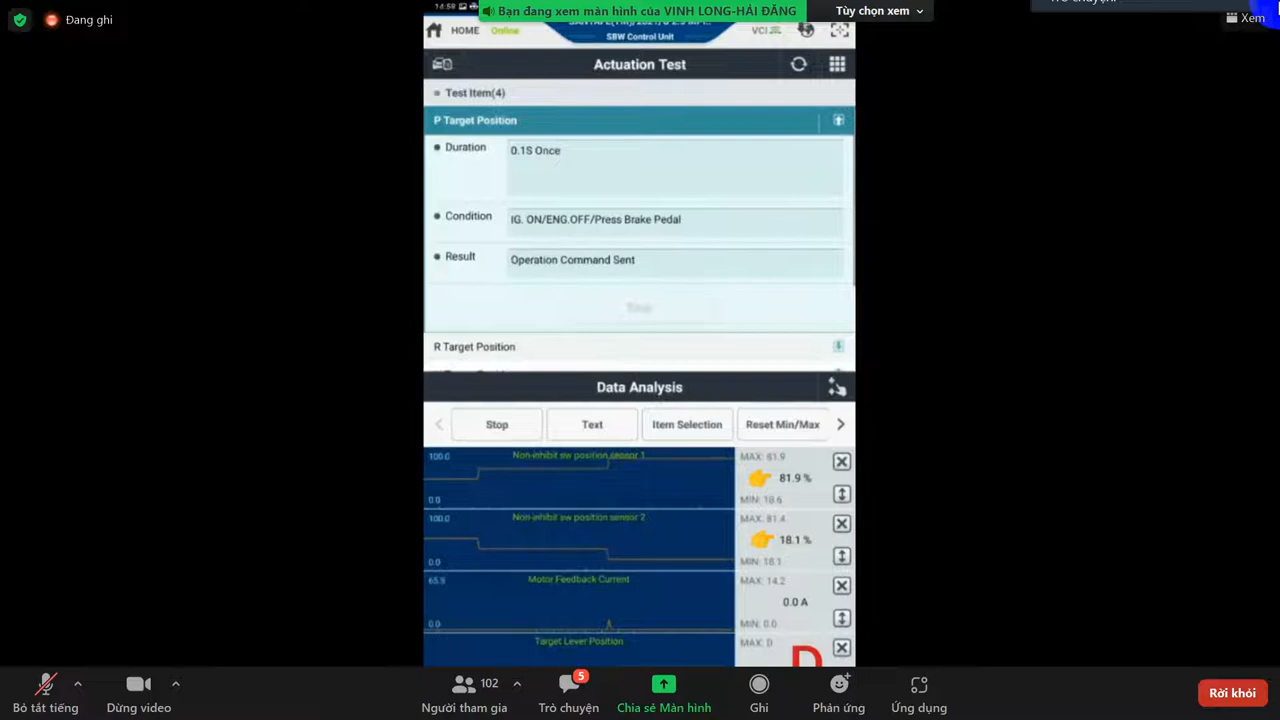 14:58
Đang ghi
Bạn đang xem màn hình của VINH LONG-HẢI ĐĂNG
Tùy chọn xem
Xem
HOME
Online
SBW Control Unit
VCI
Actuation Test
Test Item(4)
P Target Position
Duration
0.1S Once
Condition
IG. ON/ENG.OFF/Press Brake Pedal
Result
Operation Command Sent
R Target Position
Data Analysis
Stop
Text
Item Selection
Reset Min/Max
100.0
Non-inhibit sw position sensor 1
0.0
MAX: 81.9
81.9 %
MIN: 18.6
100.0
Non-inhibit sw position sensor 2
0.0
MAX: 81.4
18.1 %
MIN: 18.1
65.9
Motor Feedback Current
0.0
MAX: 14.2
0.0 A
MIN: 0.0
Target Lever Position
MAX: D
D
Bỏ tắt tiếng
Dừng video
102
Người tham gia
5
Trò chuyện
Chia sẻ Màn hình
Ghi
Phản ứng
Ứng dụng
Rời khỏi